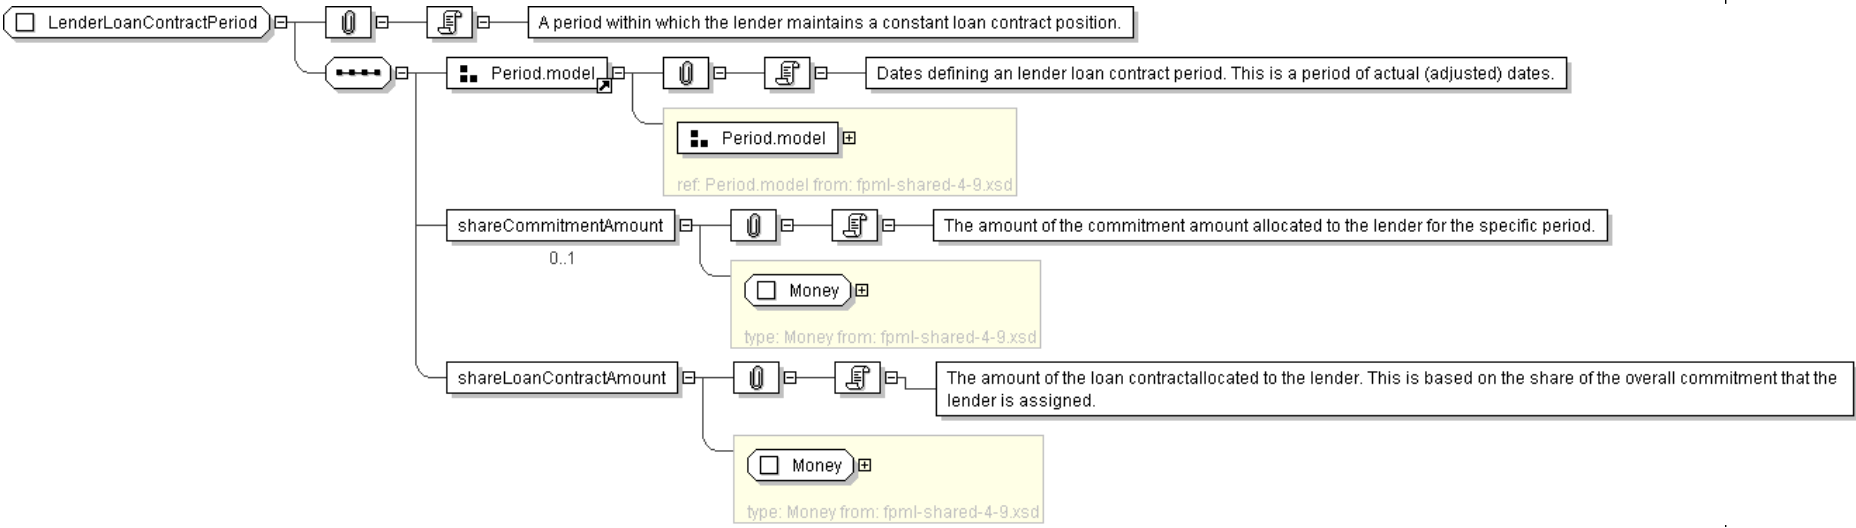 LenderLoanContractPeriod
A period within which the lender maintains a constant loan contract position.
Period.model
Dates defining an lender loan contract period. This is a period of actual (adjusted) dates.
Period.model
ref: Period.model from: fpml-shared-4-9.xsd
shareCommitmentAmount
The amount of the commitment amount allocated to the lender for the specific period.
0..1
Money
type: Money from: fpml-shared-4-9.xsd
shareLoanContractAmount
The amount of the loan contractallocated to the lender. This is based on the share of the overall commitment that the
lender is assigned.
Money
type: Money from: fpml-shared-4-9.xsd